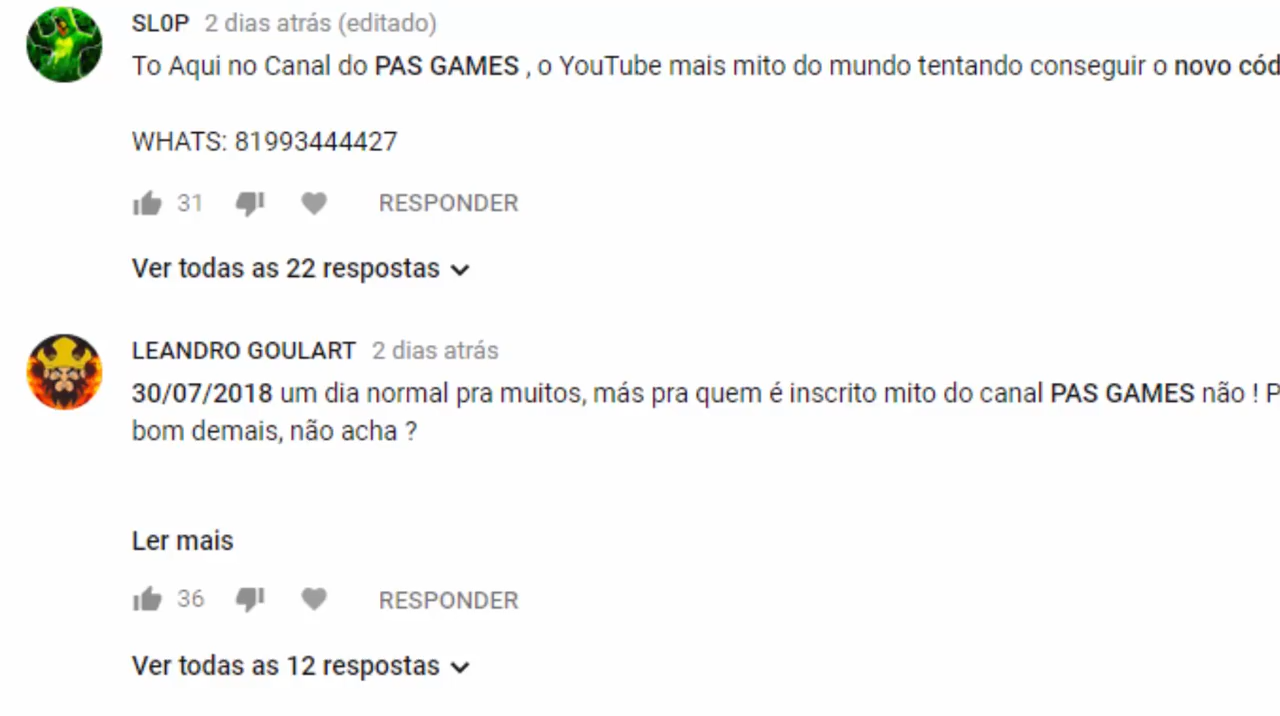 SL0P 2 dias atrás (editado)
To Aqui no Canal do PAS GAMES , o YouTube mais mito do mundo tentando conseguir o novo cód
WHATS: 81993444427
31 RESPONDER
Ver todas as 22 respostas
LEANDRO GOULART 2 dias atrás
30/07/2018 um dia normal pra muitos, más pra quem é inscrito mito do canal PAS GAMES não ! P
bom demais, não acha ?
Ler mais
36 RESPONDER
Ver todas as 12 respostas